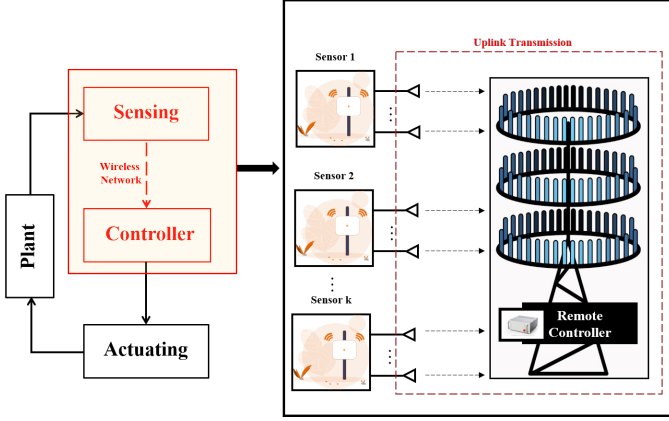 Sensing
Wireless
Network
Controller
Plant
Actuating
Uplink Transmission
Sensor 1
Sensor 2
Sensor k
Remote
Controller